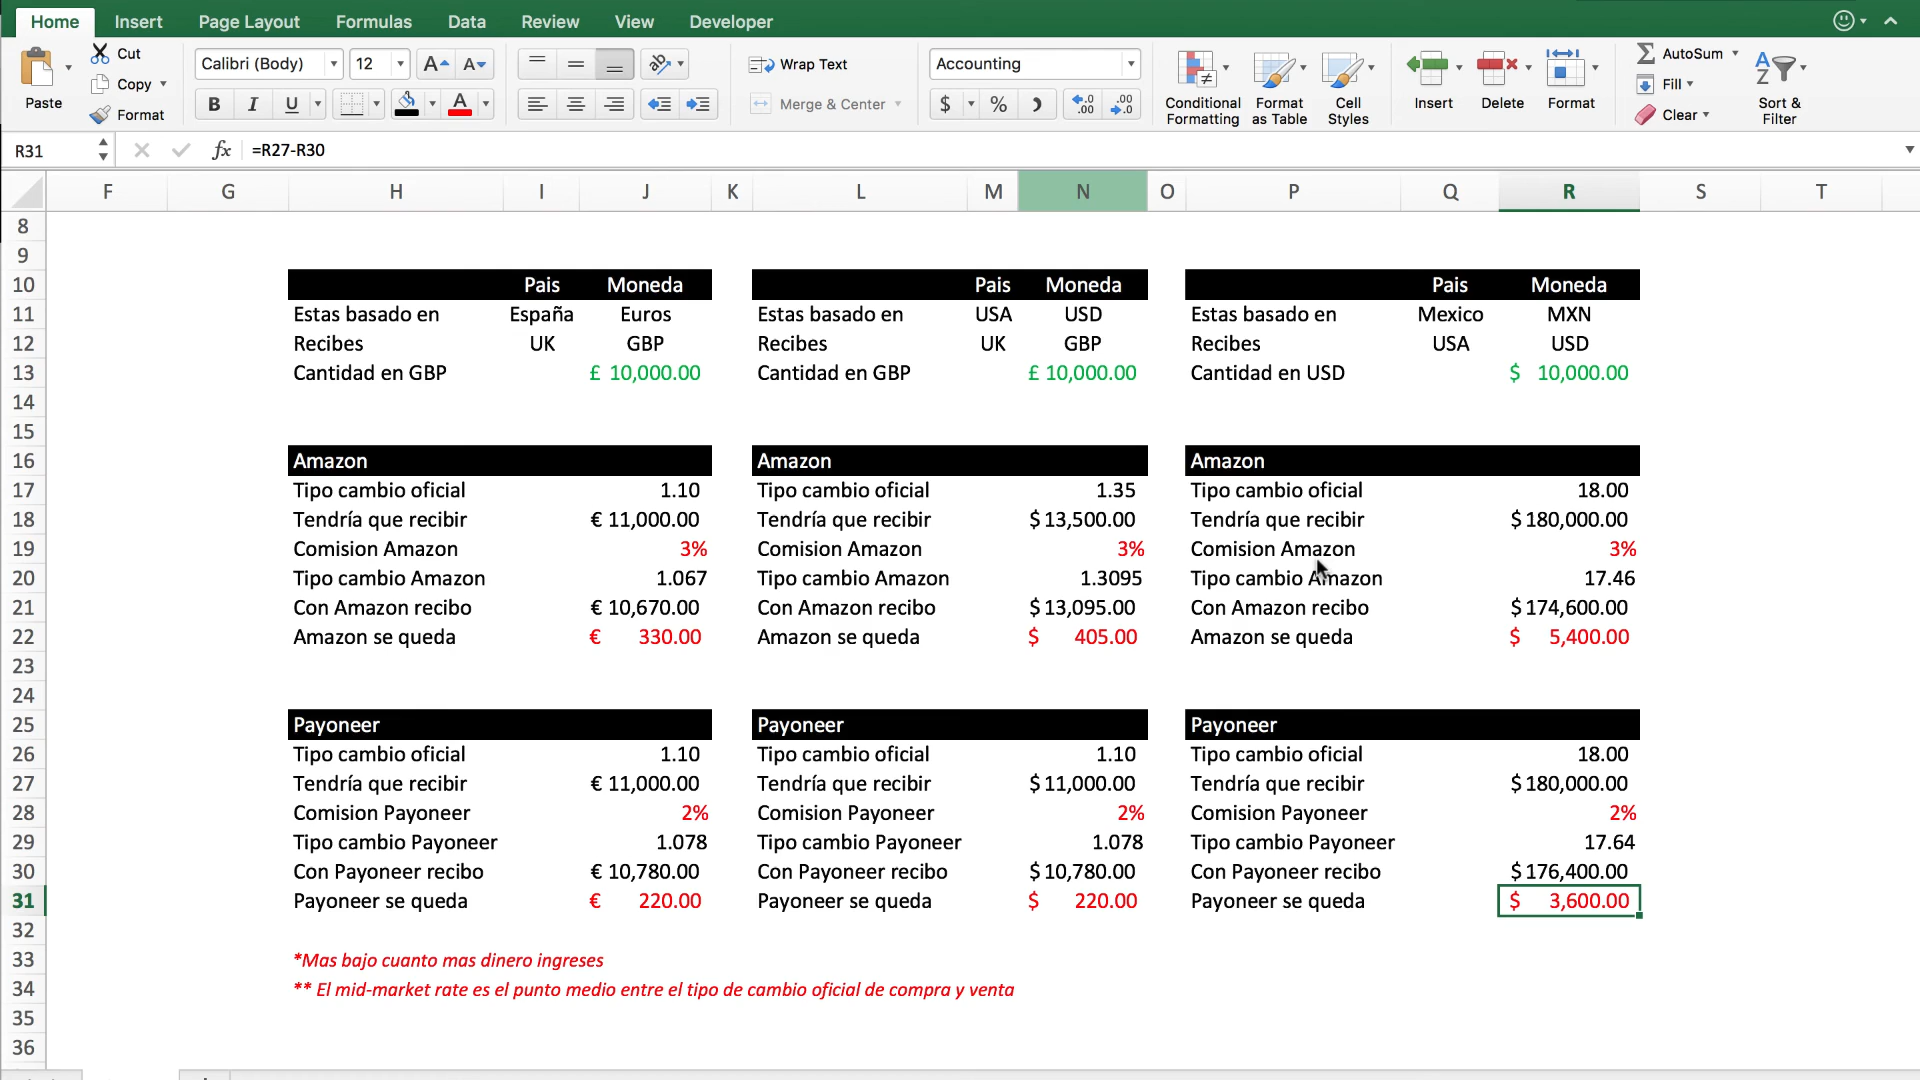 Home Insert Page Layout Formulas Data Review View Developer
Paste Cut Copy Format
Calibri (Body) 12 A A
B I U A
Wrap Text
Merge & Center
Accounting
$ % .0 .00 .00 .0
Conditional Formatting Format as Table Cell Styles
Insert Delete Format
AutoSum Fill Clear
Sort & Filter
R31 fx =R27-R30
F G H I J K L M N O P Q R S T
8
9
10 Pais Moneda Pais Moneda Pais Moneda
11 Estas basado en España Euros Estas basado en USA USD Estas basado en Mexico MXN
12 Recibes UK GBP Recibes UK GBP Recibes USA USD
13 Cantidad en GBP £ 10,000.00 Cantidad en GBP £ 10,000.00 Cantidad en USD $ 10,000.00
14
15
16 Amazon Amazon Amazon
17 Tipo cambio oficial 1.10 Tipo cambio oficial 1.35 Tipo cambio oficial 18.00
18 Tendría que recibir € 11,000.00 Tendría que recibir $ 13,500.00 Tendría que recibir $ 180,000.00
19 Comision Amazon 3% Comision Amazon 3% Comision Amazon 3%
20 Tipo cambio Amazon 1.067 Tipo cambio Amazon 1.3095 Tipo cambio Amazon 17.46
21 Con Amazon recibo € 10,670.00 Con Amazon recibo $ 13,095.00 Con Amazon recibo $ 174,600.00
22 Amazon se queda € 330.00 Amazon se queda $ 405.00 Amazon se queda $ 5,400.00
23
24
25 Payoneer Payoneer Payoneer
26 Tipo cambio oficial 1.10 Tipo cambio oficial 1.10 Tipo cambio oficial 18.00
27 Tendría que recibir € 11,000.00 Tendría que recibir $ 11,000.00 Tendría que recibir $ 180,000.00
28 Comision Payoneer 2% Comision Payoneer 2% Comision Payoneer 2%
29 Tipo cambio Payoneer 1.078 Tipo cambio Payoneer 1.078 Tipo cambio Payoneer 17.64
30 Con Payoneer recibo € 10,780.00 Con Payoneer recibo $ 10,780.00 Con Payoneer recibo $ 176,400.00
31 Payoneer se queda € 220.00 Payoneer se queda $ 220.00 Payoneer se queda $ 3,600.00
32
33 *Mas bajo cuanto mas dinero ingreses
34 ** El mid-market rate es el punto medio entre el tipo de cambio oficial de compra y venta
35
36